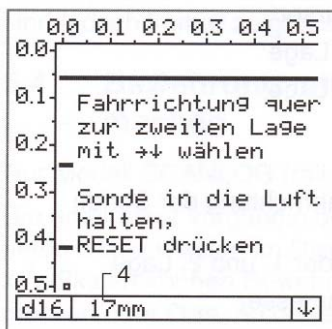 0.0 0.1 0.2 0.3 0.4 0.5
0.0
0.1
Fahrrichtung quer
zur zweiten Lage
0.2
mit →↓ wählen
0.3
Sonde in die Luft
halten,
0.4
RESET drücken
4
0.5
d16 17mm ↓